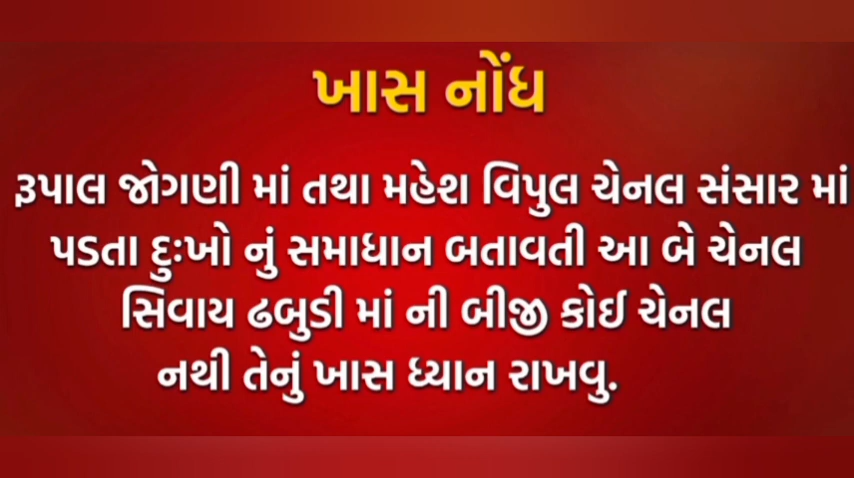 ખાસ નોંધ
રૂપાલ જોગણી માં તથા મહેશ વિપુલ ચેનલ સંસાર માં
પડતા દુઃખો નું સમાધાન બતાવતી આ બે ચેનલ
સિવાય ઢબુડી માં ની બીજી કોઈ ચેનલ
નથી તેનું ખાસ ધ્યાન રાખવુ.